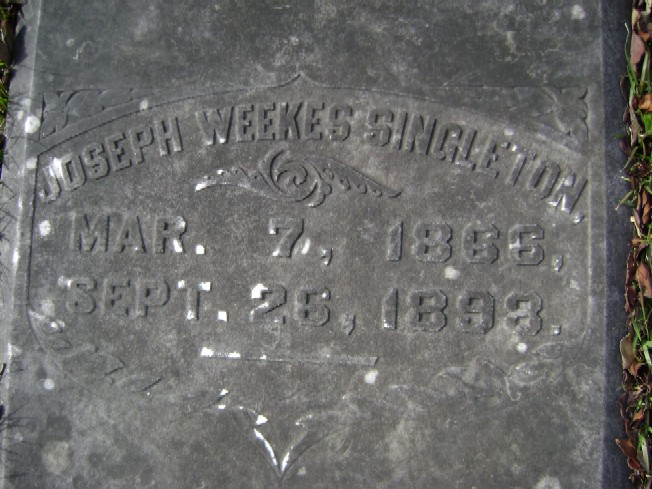 JOSEPH WEEKES SINGLETON,
MAR. 7, 1866,
SEPT. 26, 1893.